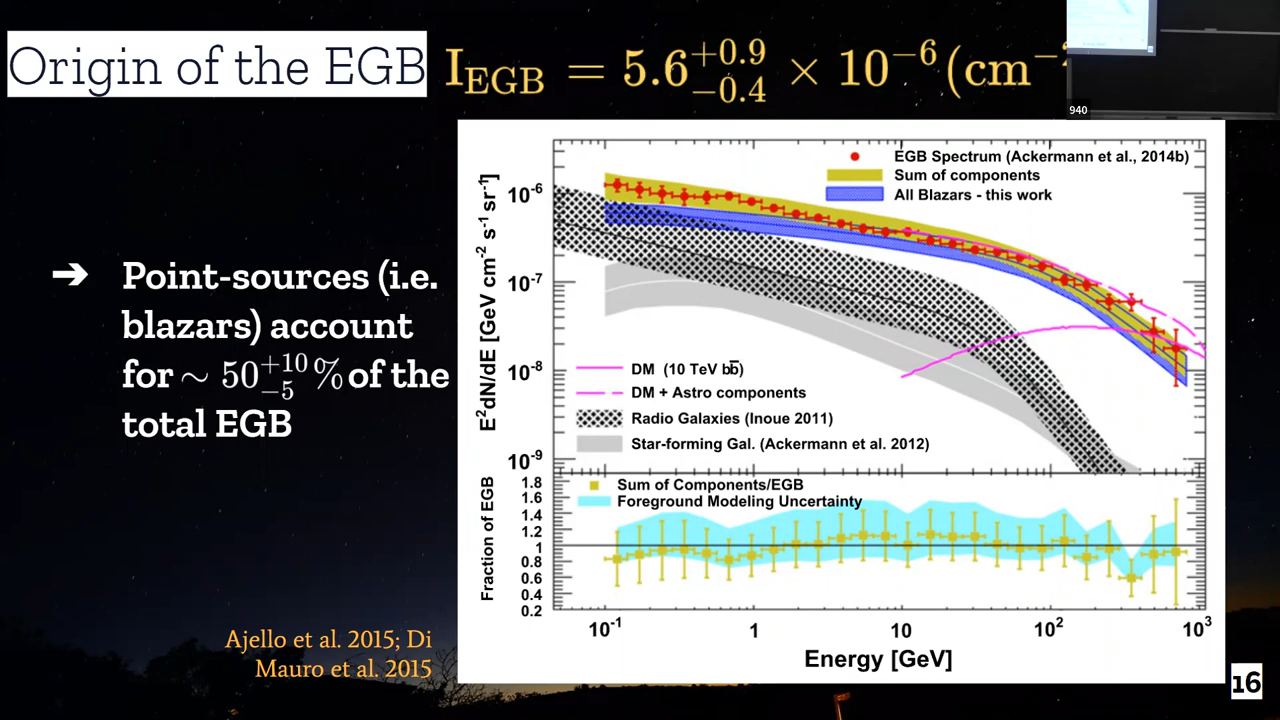 Origin of the EGB
I_EGB = 5.6^{+0.9}_{-0.4} × 10^{−6} (cm^{−2}
940
➔ Point-sources (i.e.
blazars) account
for ~ 50^{+10}_{−5} % of the
total EGB
Ajello et al. 2015; Di
Mauro et al. 2015
EGB Spectrum (Ackermann et al., 2014b)
Sum of components
All Blazars - this work
E²dN/dE [GeV cm⁻² s⁻¹ sr⁻¹]
10⁻⁶
10⁻⁷
10⁻⁸
10⁻⁹
DM (10 TeV bb̅)
DM + Astro components
Radio Galaxies (Inoue 2011)
Star-forming Gal. (Ackermann et al. 2012)
Fraction of EGB
1.8
1.6
1.4
1.2
1
0.8
0.6
0.4
0.2
Sum of Components/EGB
Foreground Modeling Uncertainty
10⁻¹ 1 10 10² 10³
Energy [GeV]
16